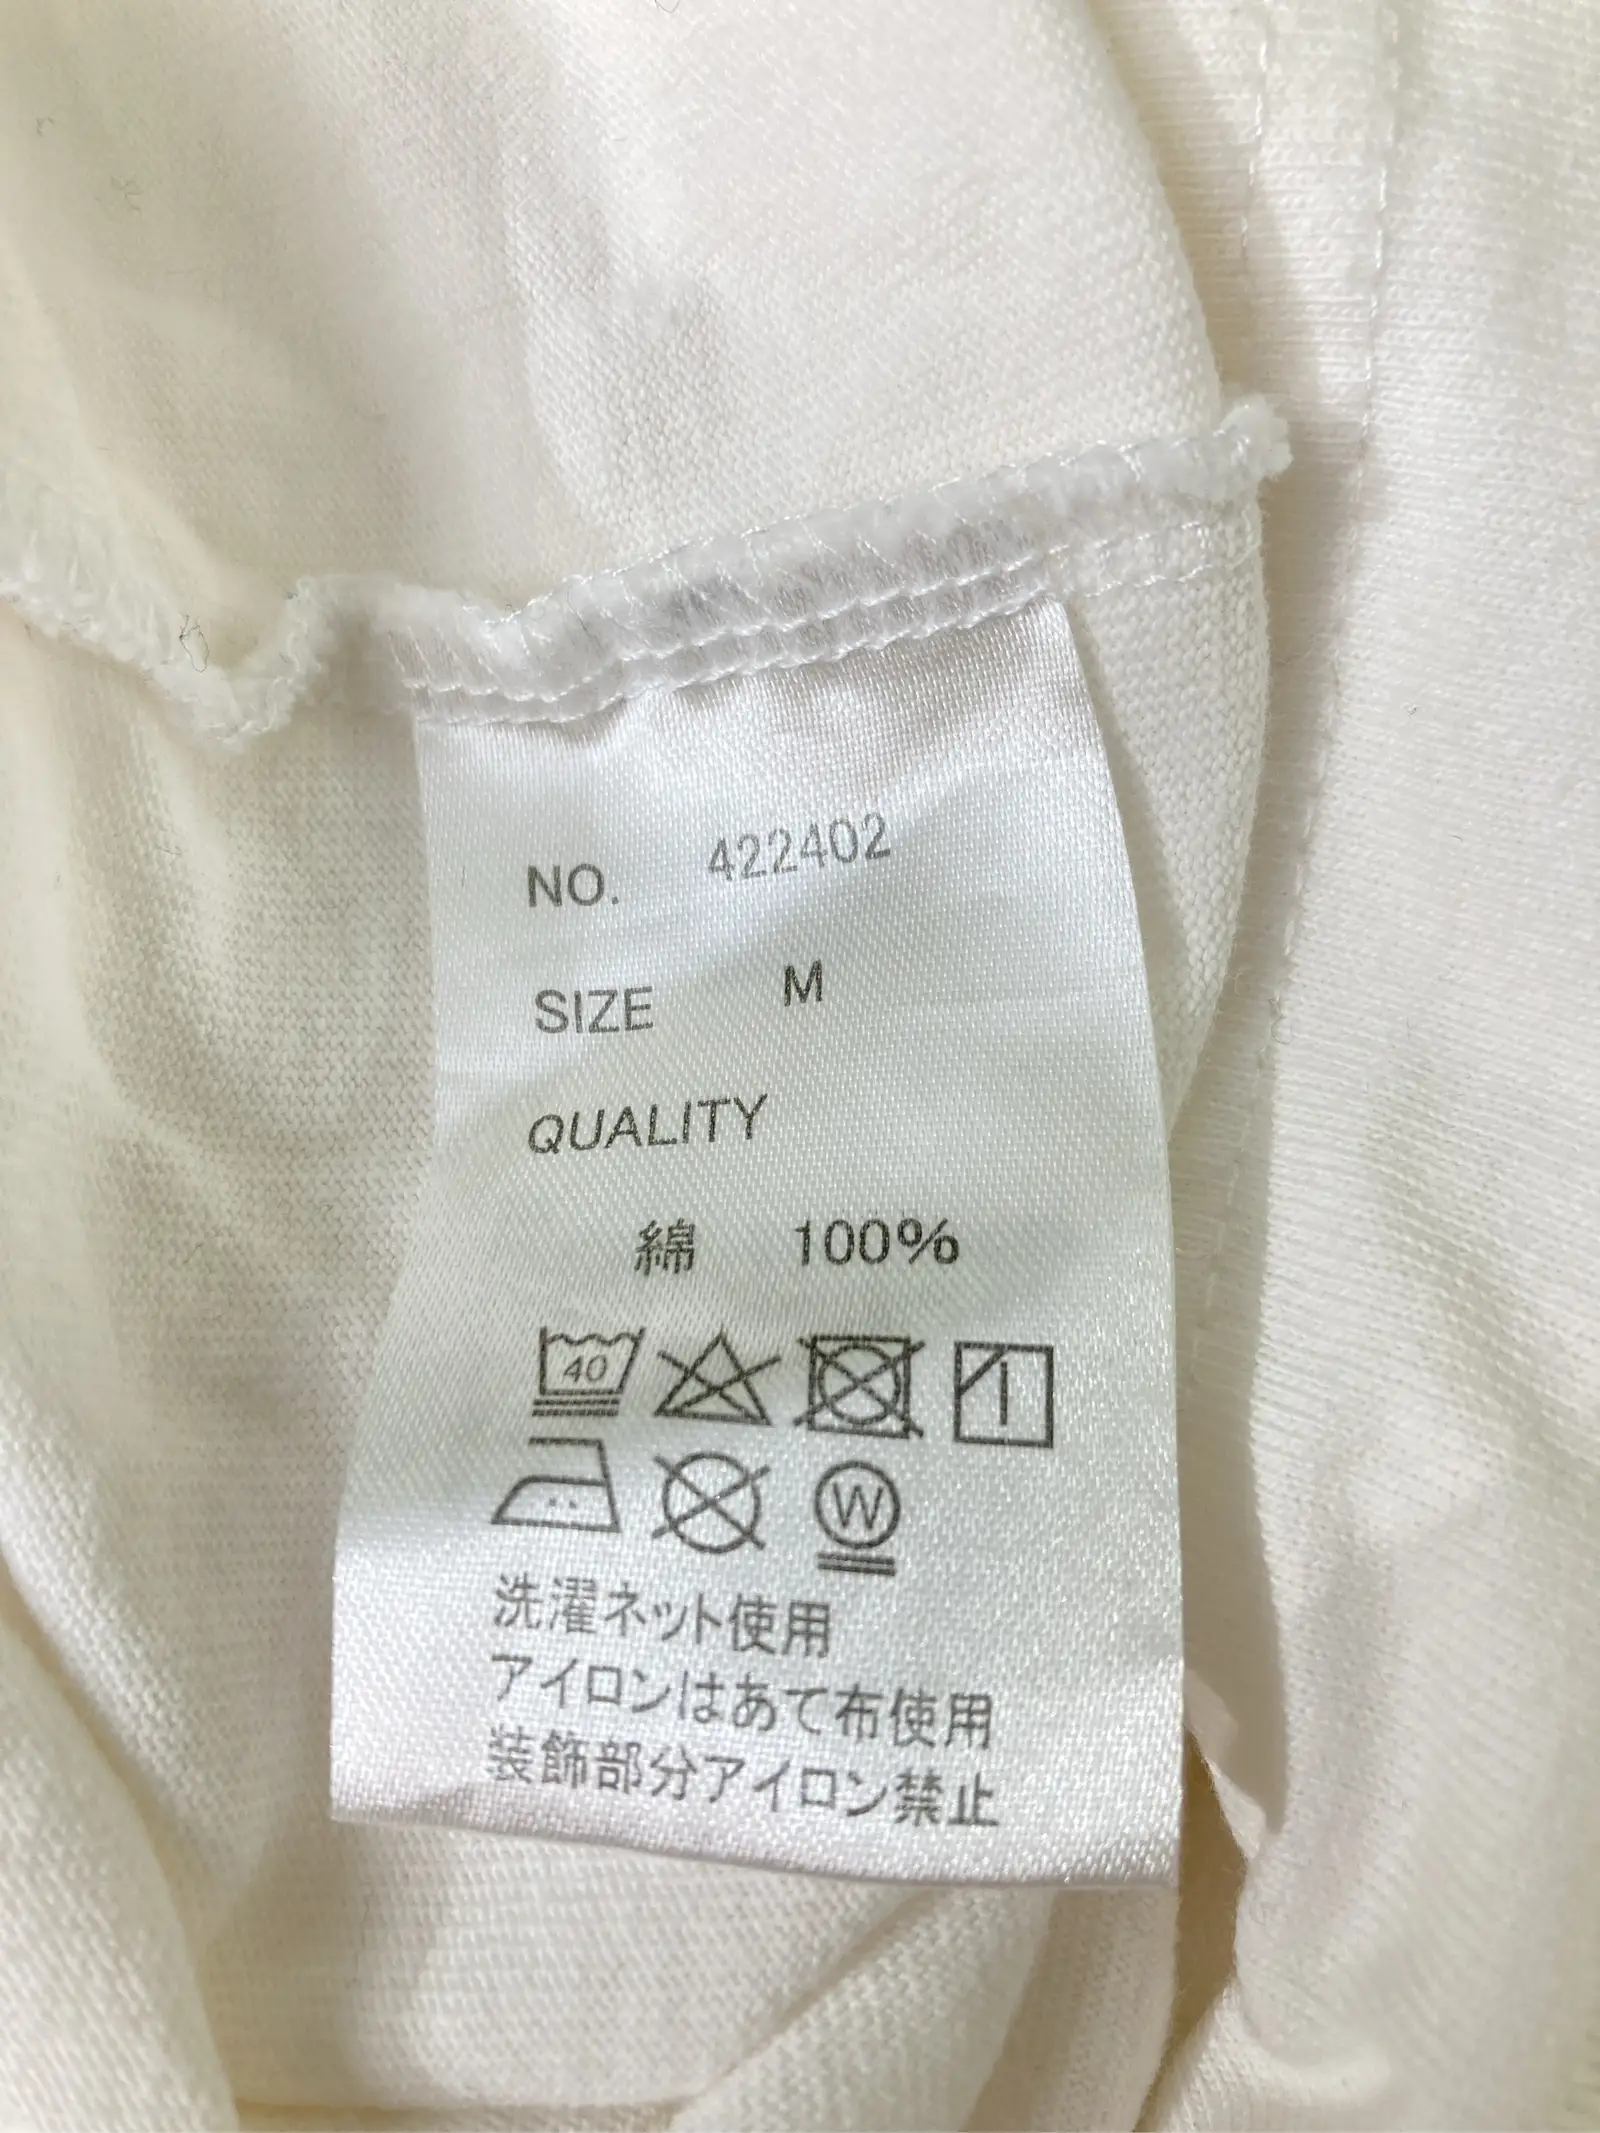 NO. 422402
SIZE M
QUALITY
綿 100%
40
W
洗濯ネット使用
アイロンはあて布使用
装飾部分アイロン禁止